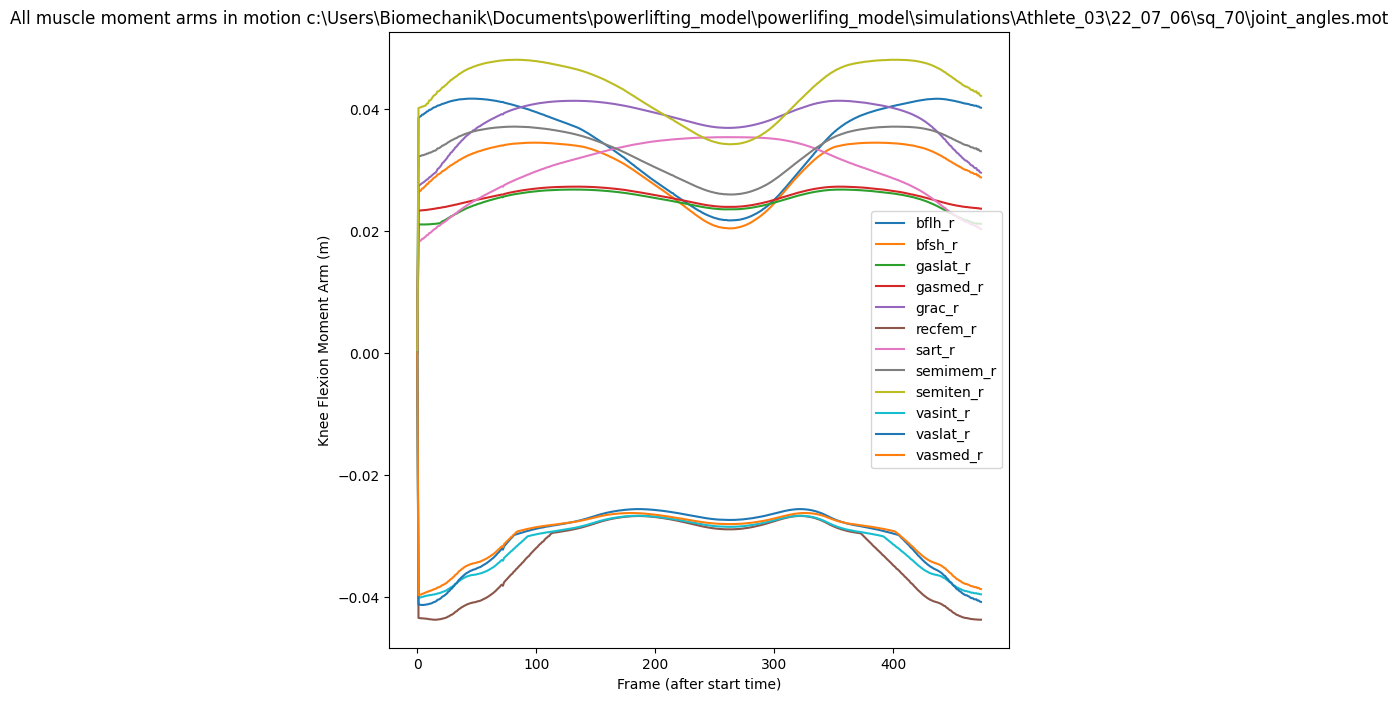 All muscle moment arms in motion c:\Users\Biomechanik\Documents\powerlifting_model\powerlifing_model\simulations\Athlete_03\22_07_06\sq_70\joint_angles.mot
Knee Flexion Moment Arm (m)
0.04
0.02
0.00
−0.02
−0.04
bflh_r
bfsh_r
gaslat_r
gasmed_r
grac_r
recfem_r
sart_r
semimem_r
semiten_r
vasint_r
vaslat_r
vasmed_r
0 100 200 300 400
Frame (after start time)